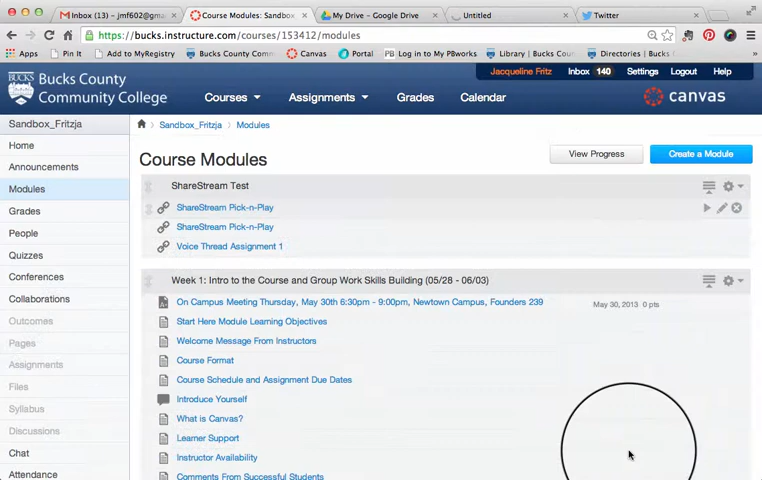 Inbox (13) - jmf602@gma
Course Modules: Sandbox
My Drive - Google Drive
Untitled
Twitter
https://bucks.instructure.com/courses/153412/modules
Apps
Pin It
Add to MyRegistry
Bucks County Comm
Canvas
Portal
PB Log in to My PBworks
Library | Bucks Coun
Directories | Bucks
BUCKS
Bucks County
Community College
Courses
Assignments
Grades
Calendar
Jacqueline Fritz
Inbox 140
Settings
Logout
Help
canvas
Sandbox_Fritzja
Home
Announcements
Modules
Grades
People
Quizzes
Conferences
Collaborations
Outcomes
Pages
Assignments
Files
Syllabus
Discussions
Chat
Attendance
Sandbox_Fritzja
Modules
Course Modules
View Progress
Create a Module
ShareStream Test
ShareStream Pick-n-Play
ShareStream Pick-n-Play
Voice Thread Assignment 1
Week 1: Intro to the Course and Group Work Skills Building (05/28 - 06/03)
On Campus Meeting Thursday, May 30th 6:30pm - 9:00pm, Newtown Campus, Founders 239
May 30, 2013 0 pts
Start Here Module Learning Objectives
Welcome Message From Instructors
Course Format
Course Schedule and Assignment Due Dates
Introduce Yourself
What is Canvas?
Learner Support
Instructor Availability
Comments From Successful Students